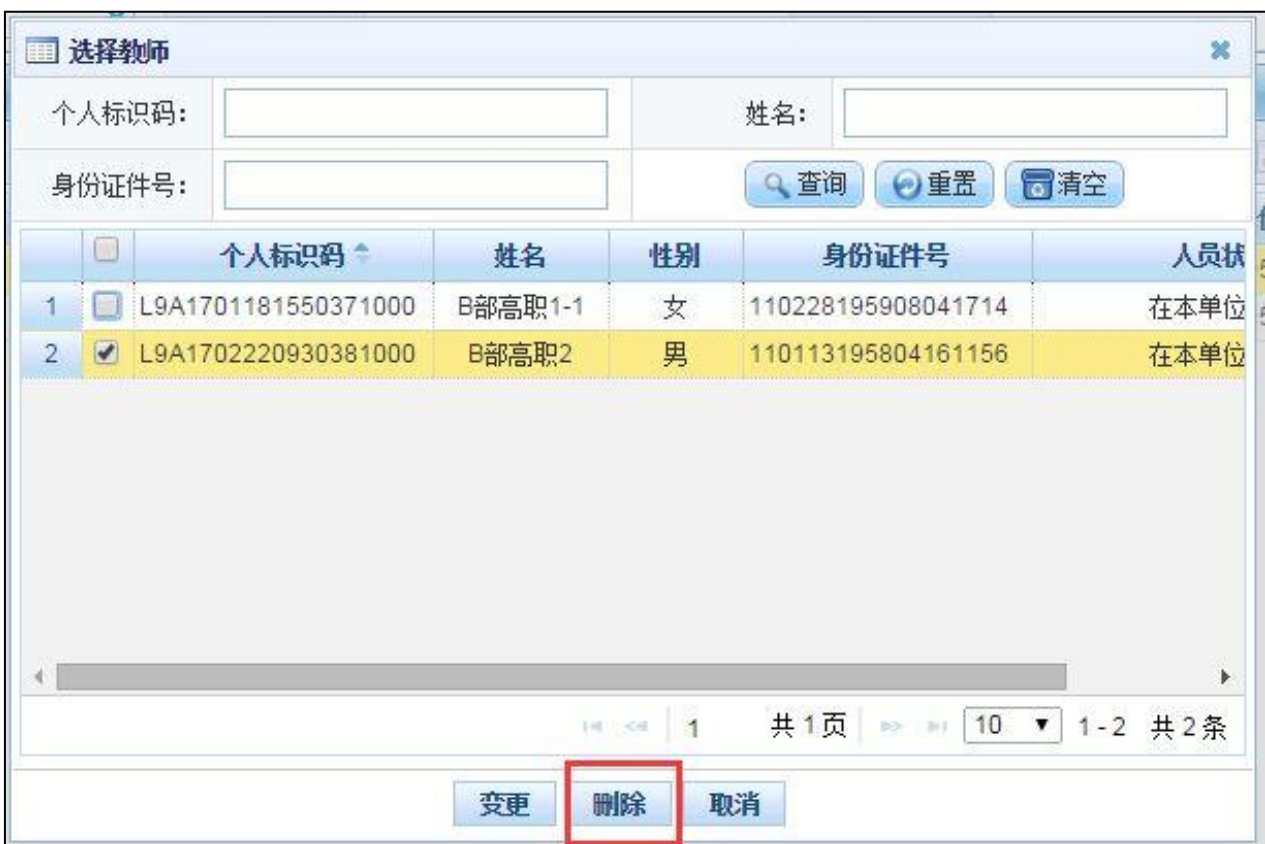 选择教师
个人标识码： 姓名：
身份证件号： 查询 重置 清空
个人标识码 姓名 性别 身份证件号 人员状
1 L9A1701181550371000 B部高职1-1 女 110228195908041714 在本单位
2 L9A1702220930381000 B部高职2 男 110113195804161156 在本单位
1 共1页 10 1-2 共2条
变更 删除 取消